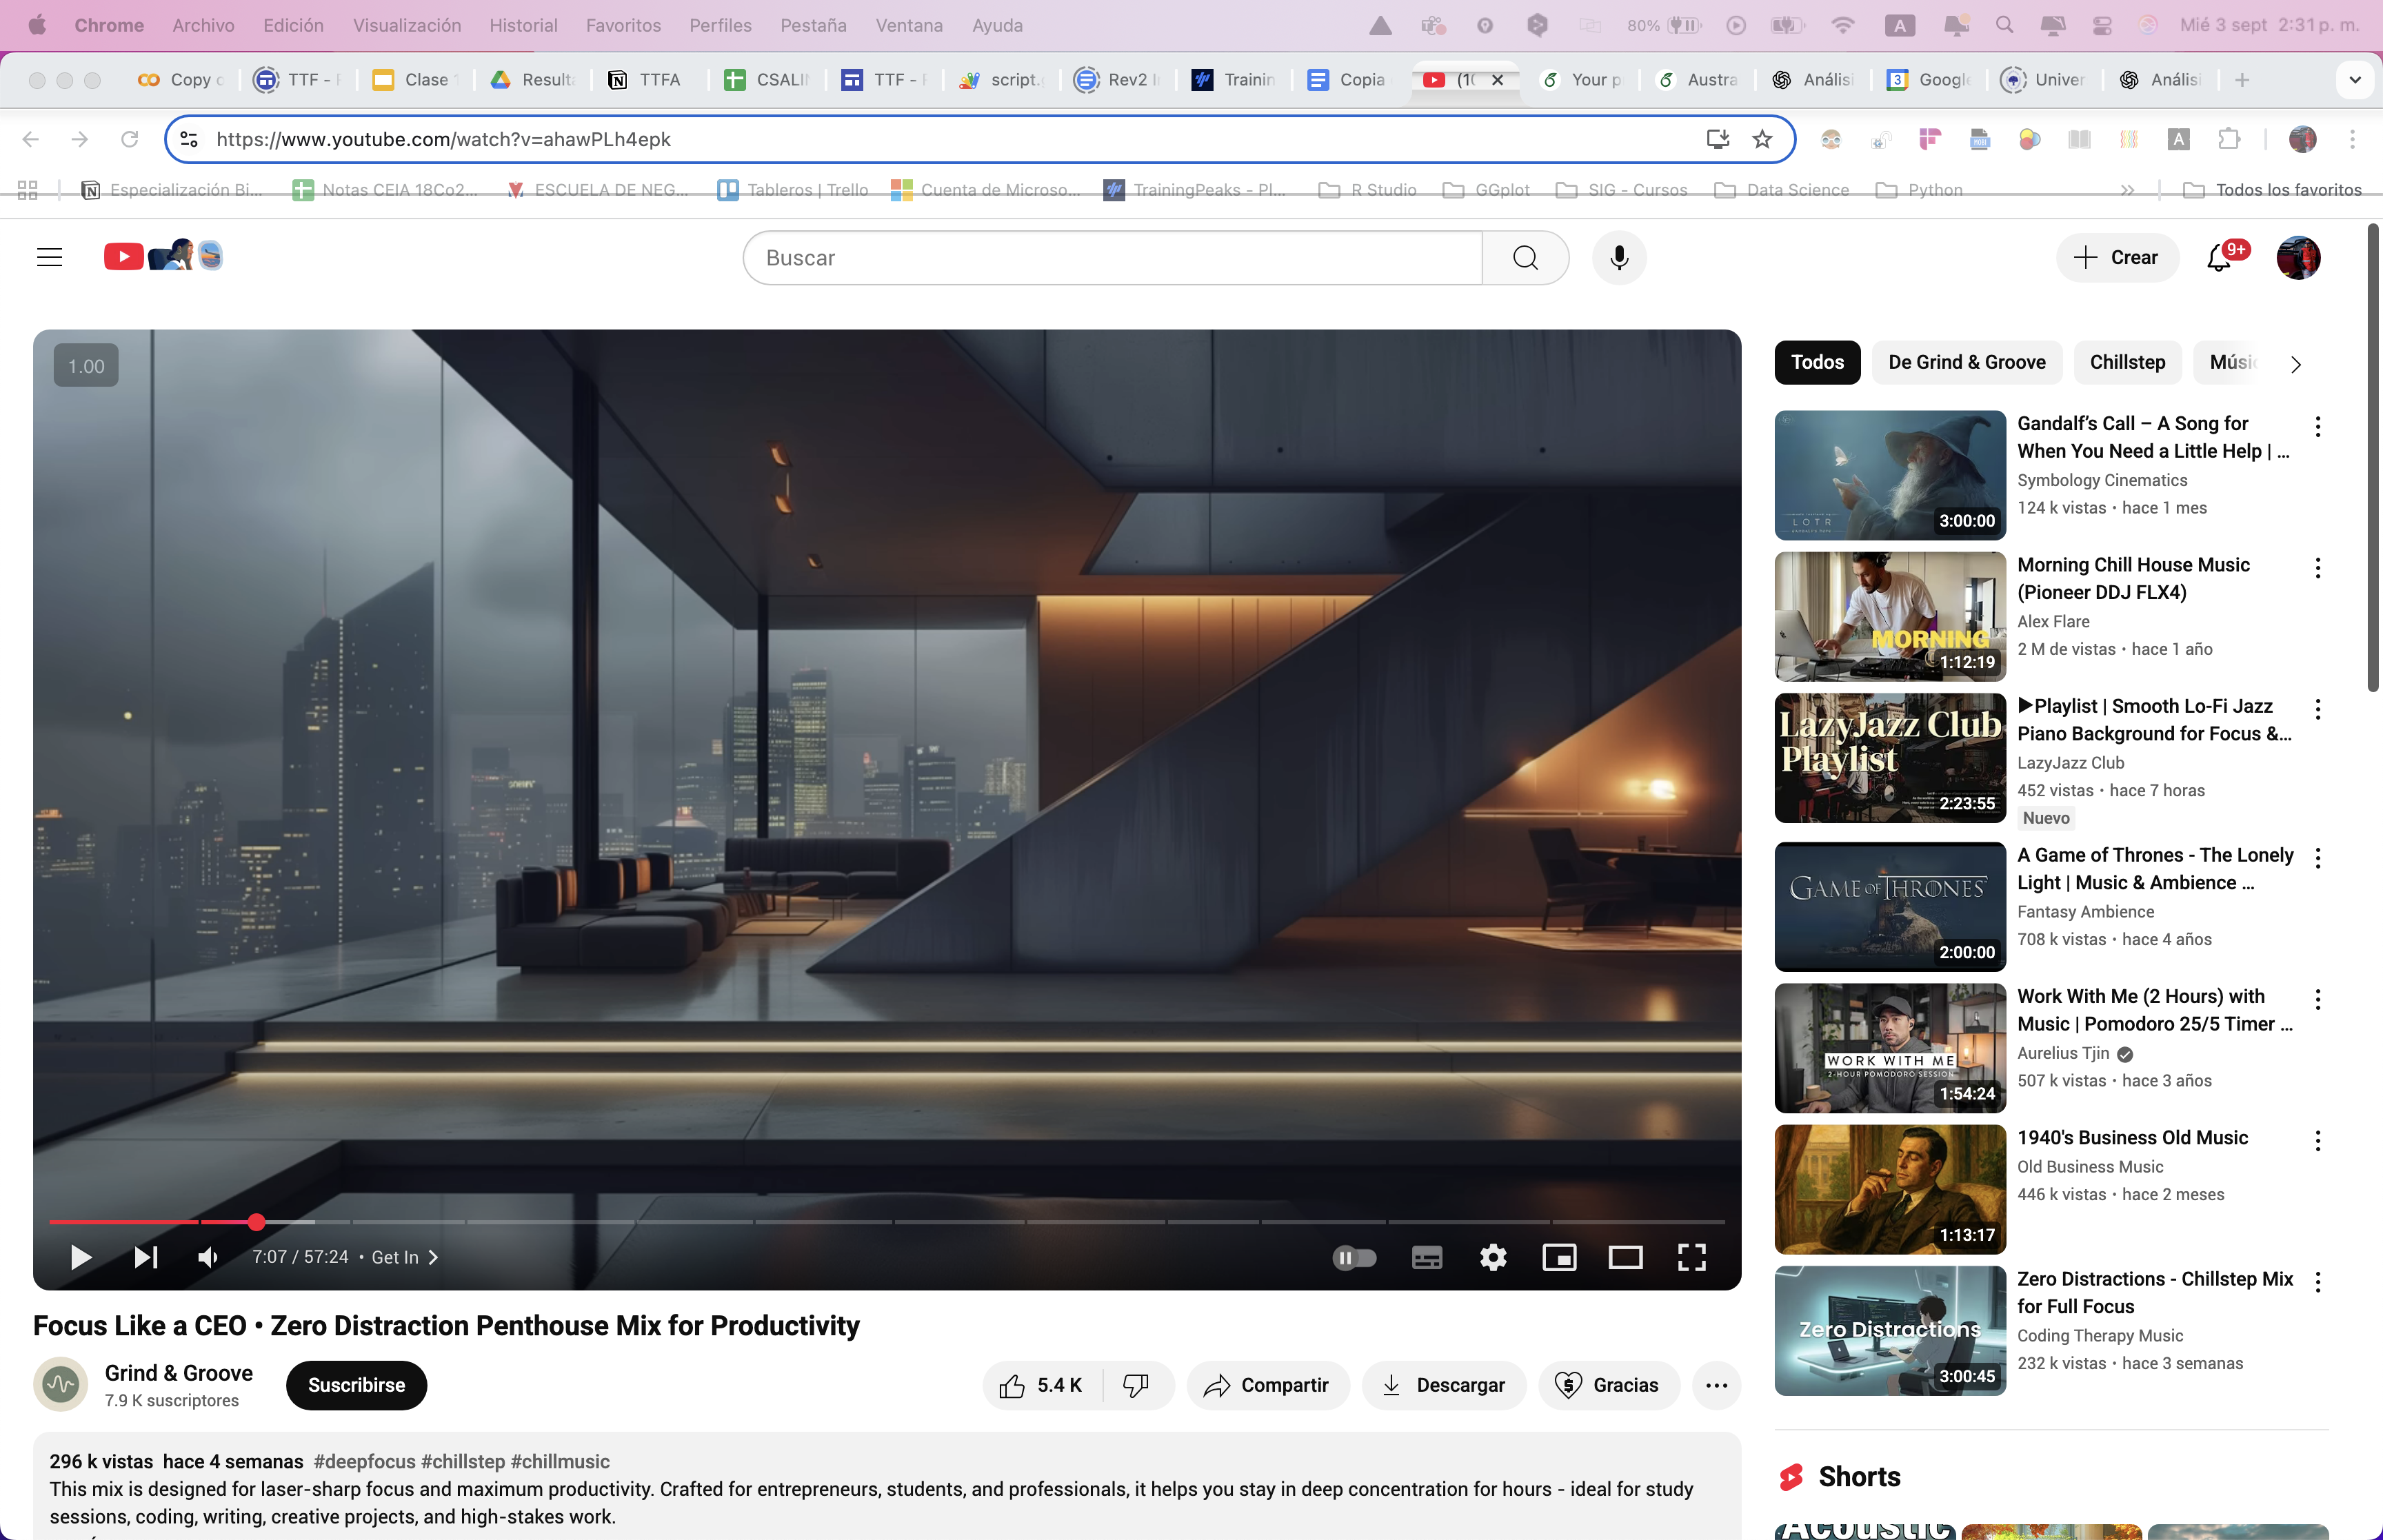 Chrome Archivo Edición Visualización Historial Favoritos Perfiles Pestaña Ventana Ayuda 80% A Mié 3 sept 2:31 p. m.
Copy TTF - Clase Result TTFA CSALI TTF - script. Rev2 Trainin Copia (1( Your p Austra Análisi 3 Google Univer Análisi
https://www.youtube.com/watch?v=ahawPLh4epk
Especialización Bi... Notas CEIA 18Co2... ESCUELA DE NEG... Tableros | Trello Cuenta de Microso... TrainingPeaks - Pl... R Studio GGplot SIG - Cursos Data Science Python » Todos los favoritos
Buscar
Crear
9+
1.00
7:07 / 57:24 • Get In
Focus Like a CEO • Zero Distraction Penthouse Mix for Productivity
Grind & Groove
7.9 K suscriptores
Suscribirse
5.4 K
Compartir
Descargar
Gracias
296 k vistas hace 4 semanas #deepfocus #chillstep #chillmusic
This mix is designed for laser-sharp focus and maximum productivity. Crafted for entrepreneurs, students, and professionals, it helps you stay in deep concentration for hours - ideal for study
sessions, coding, writing, creative projects, and high-stakes work.
Todos De Grind & Groove Chillstep Músic
LOTR
3:00:00
Gandalf's Call – A Song for
When You Need a Little Help | ...
Symbology Cinematics
124 k vistas • hace 1 mes
MORNING
1:12:19
Morning Chill House Music
(Pioneer DDJ FLX4)
Alex Flare
2 M de vistas • hace 1 año
LazyJazz Club
Playlist
2:23:55
▶Playlist | Smooth Lo-Fi Jazz
Piano Background for Focus &...
LazyJazz Club
452 vistas • hace 7 horas
Nuevo
GAME OF THRONES
2:00:00
A Game of Thrones - The Lonely
Light | Music & Ambience ...
Fantasy Ambience
708 k vistas • hace 4 años
WORK WITH ME
2-HOUR POMODORO SESSION
1:54:24
Work With Me (2 Hours) with
Music | Pomodoro 25/5 Timer ...
Aurelius Tjin
507 k vistas • hace 3 años
1:13:17
1940's Business Old Music
Old Business Music
446 k vistas • hace 2 meses
Zero Distractions
3:00:45
Zero Distractions - Chillstep Mix
for Full Focus
Coding Therapy Music
232 k vistas • hace 3 semanas
Shorts
Acoustic